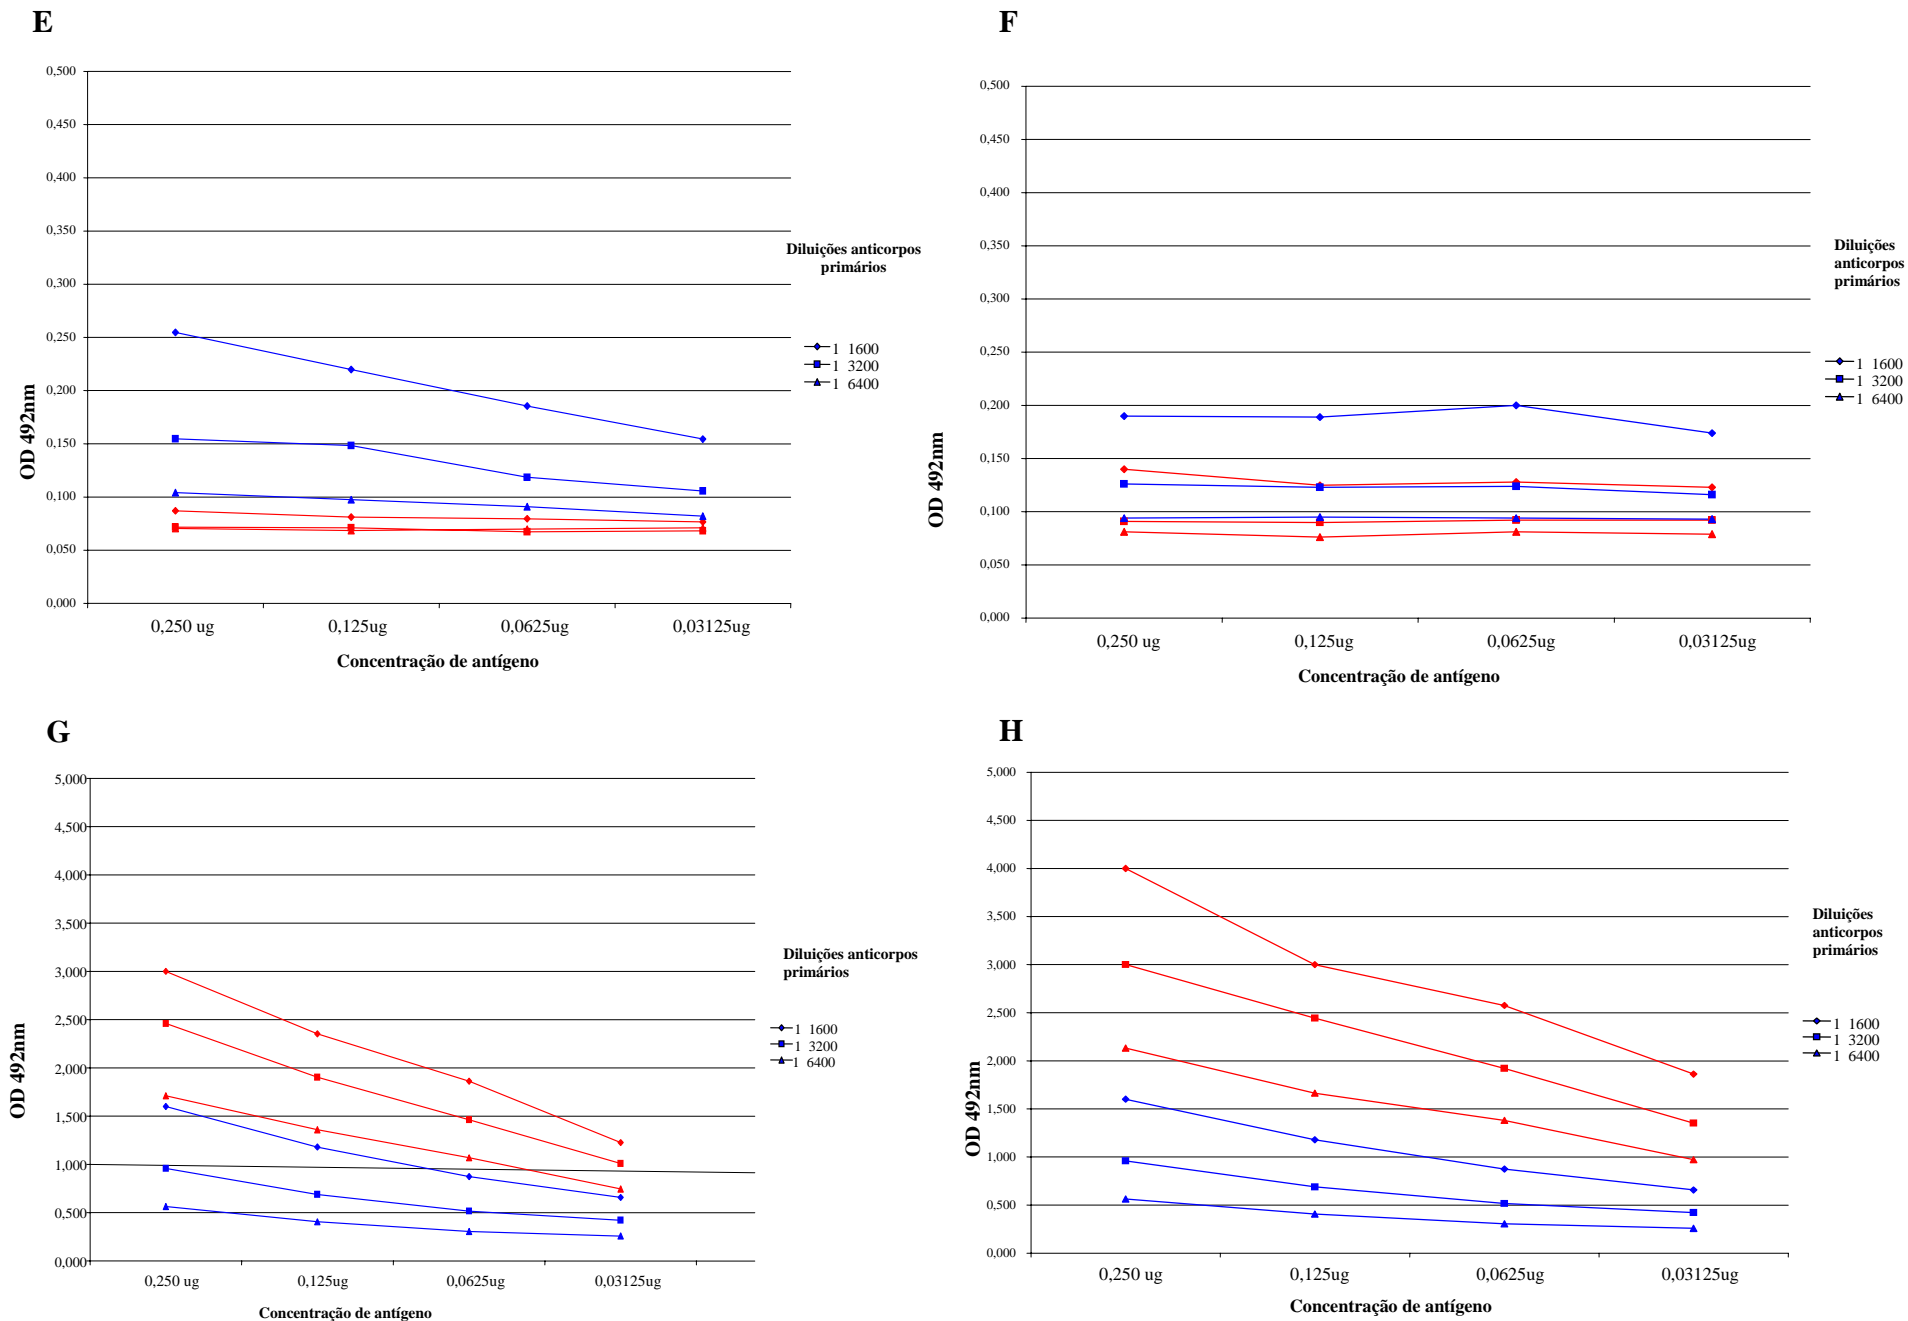 E
0,500
0,450
0,400
0,350
0,300
0,250
0,200
0,150
0,100
0,050
0,000
OD 492nm
0,250 ug
0,125ug
0,0625ug
0,03125ug
Concentração de antígeno
Diluições anticorpos
primários
1 1600
1 3200
1 6400
F
0,500
0,450
0,400
0,350
0,300
0,250
0,200
0,150
0,100
0,050
0,000
OD 492nm
0,250 ug
0,125ug
0,0625ug
0,03125ug
Concentração de antígeno
Diluições
anticorpos
primários
1 1600
1 3200
1 6400
G
5,000
4,500
4,000
3,500
3,000
2,500
2,000
1,500
1,000
0,500
0,000
OD 492nm
0,250 ug
0,125ug
0,0625ug
0,03125ug
Concentração de antígeno
Diluições anticorpos
primários
1 1600
1 3200
1 6400
H
5,000
4,500
4,000
3,500
3,000
2,500
2,000
1,500
1,000
0,500
0,000
OD 492nm
0,250 ug
0,125ug
0,0625ug
0,03125ug
Concentração de antígeno
Diluições
anticorpos
primários
1 1600
1 3200
1 6400